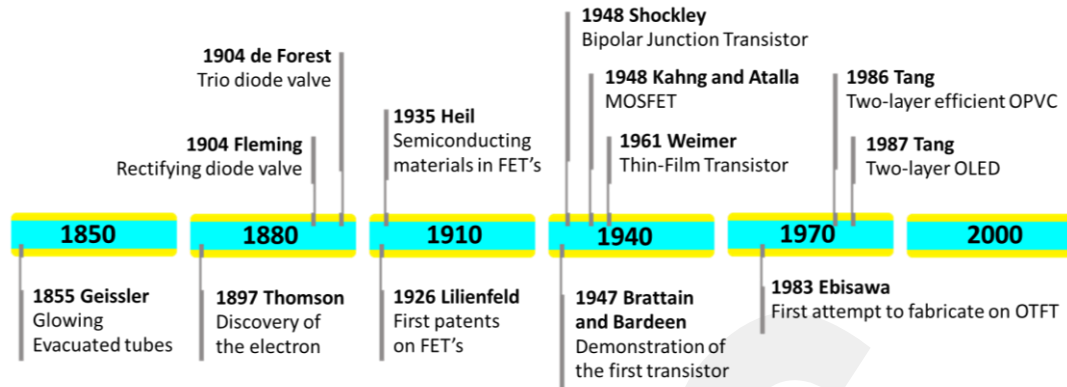 1948 Shockley
Bipolar Junction Transistor
1904 de Forest
Trio diode valve
1948 Kahng and Atalla
MOSFET
1986 Tang
Two-layer efficient OPVC
1935 Heil
Semiconducting
materials in FET's
1904 Fleming
Rectifying diode valve
1961 Weimer
Thin-Film Transistor
1987 Tang
Two-layer OLED
1850
1880
1910
1940
1970
2000
1855 Geissler
Glowing
Evacuated tubes
1897 Thomson
Discovery of
the electron
1926 Lilienfeld
First patents
on FET's
1947 Brattain
and Bardeen
Demonstration of
the first transistor
1983 Ebisawa
First attempt to fabricate on OTFT